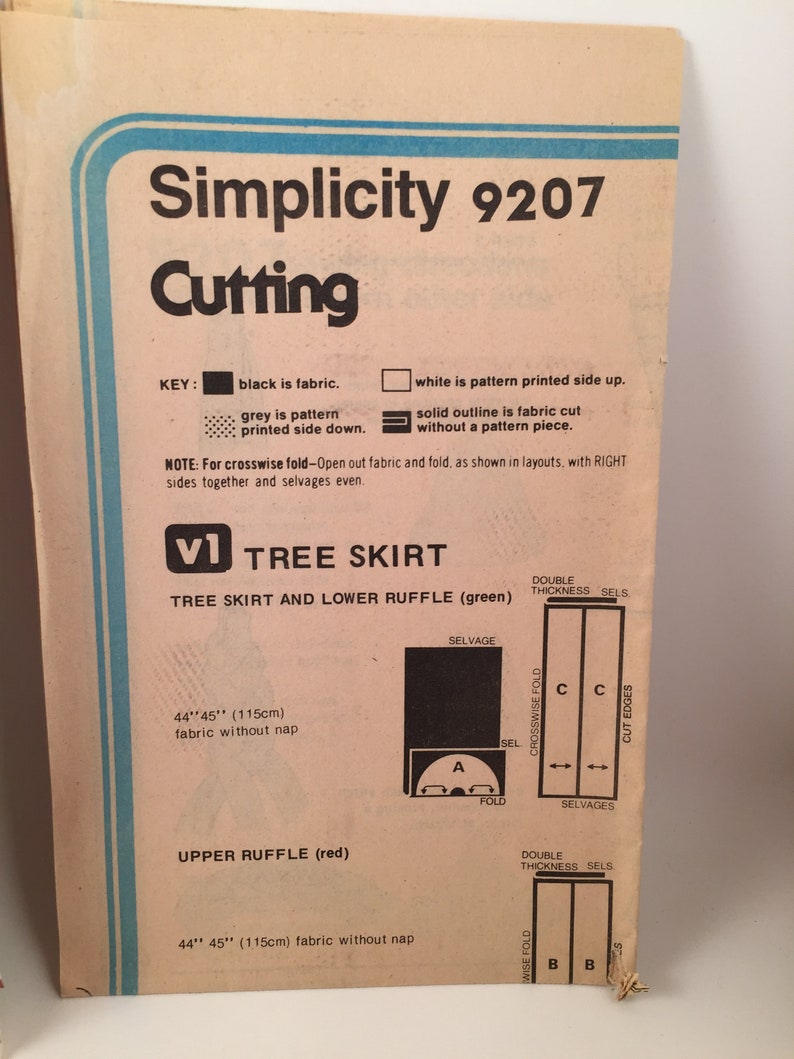 Simplicity 9207
Cutting
KEY: black is fabric.
white is pattern printed side up.
grey is pattern
printed side down.
solid outline is fabric cut
without a pattern piece.
NOTE: For crosswise fold–Open out fabric and fold, as shown in layouts, with RIGHT
sides together and selvages even.
v1 TREE SKIRT
TREE SKIRT AND LOWER RUFFLE (green)
44''45'' (115cm)
fabric without nap
SELVAGE
SEL.
A
FOLD
DOUBLE
THICKNESS SELS.
CROSSWISE FOLD
C C
CUT EDGES
SELVAGES
UPPER RUFFLE (red)
44'' 45'' (115cm) fabric without nap
DOUBLE
THICKNESS SELS.
SWISE FOLD
B B
ES